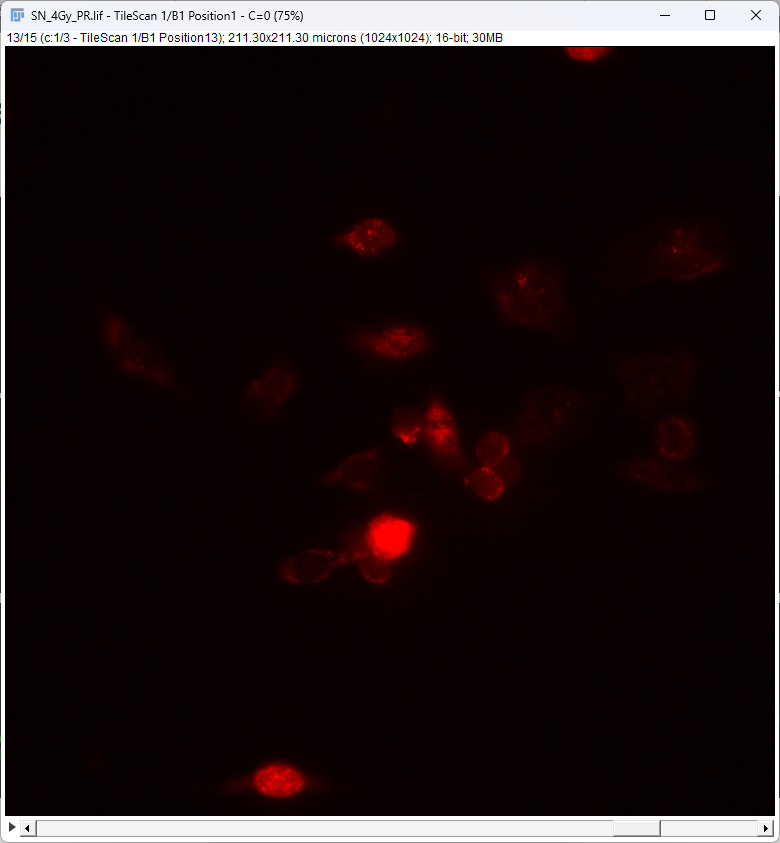 SN_4Gy_PR.lif - TileScan 1/B1 Position1 - C=0 (75%)
13/15 (c:1/3 - TileScan 1/B1 Position13); 211.30x211.30 microns (1024x1024); 16-bit; 30MB